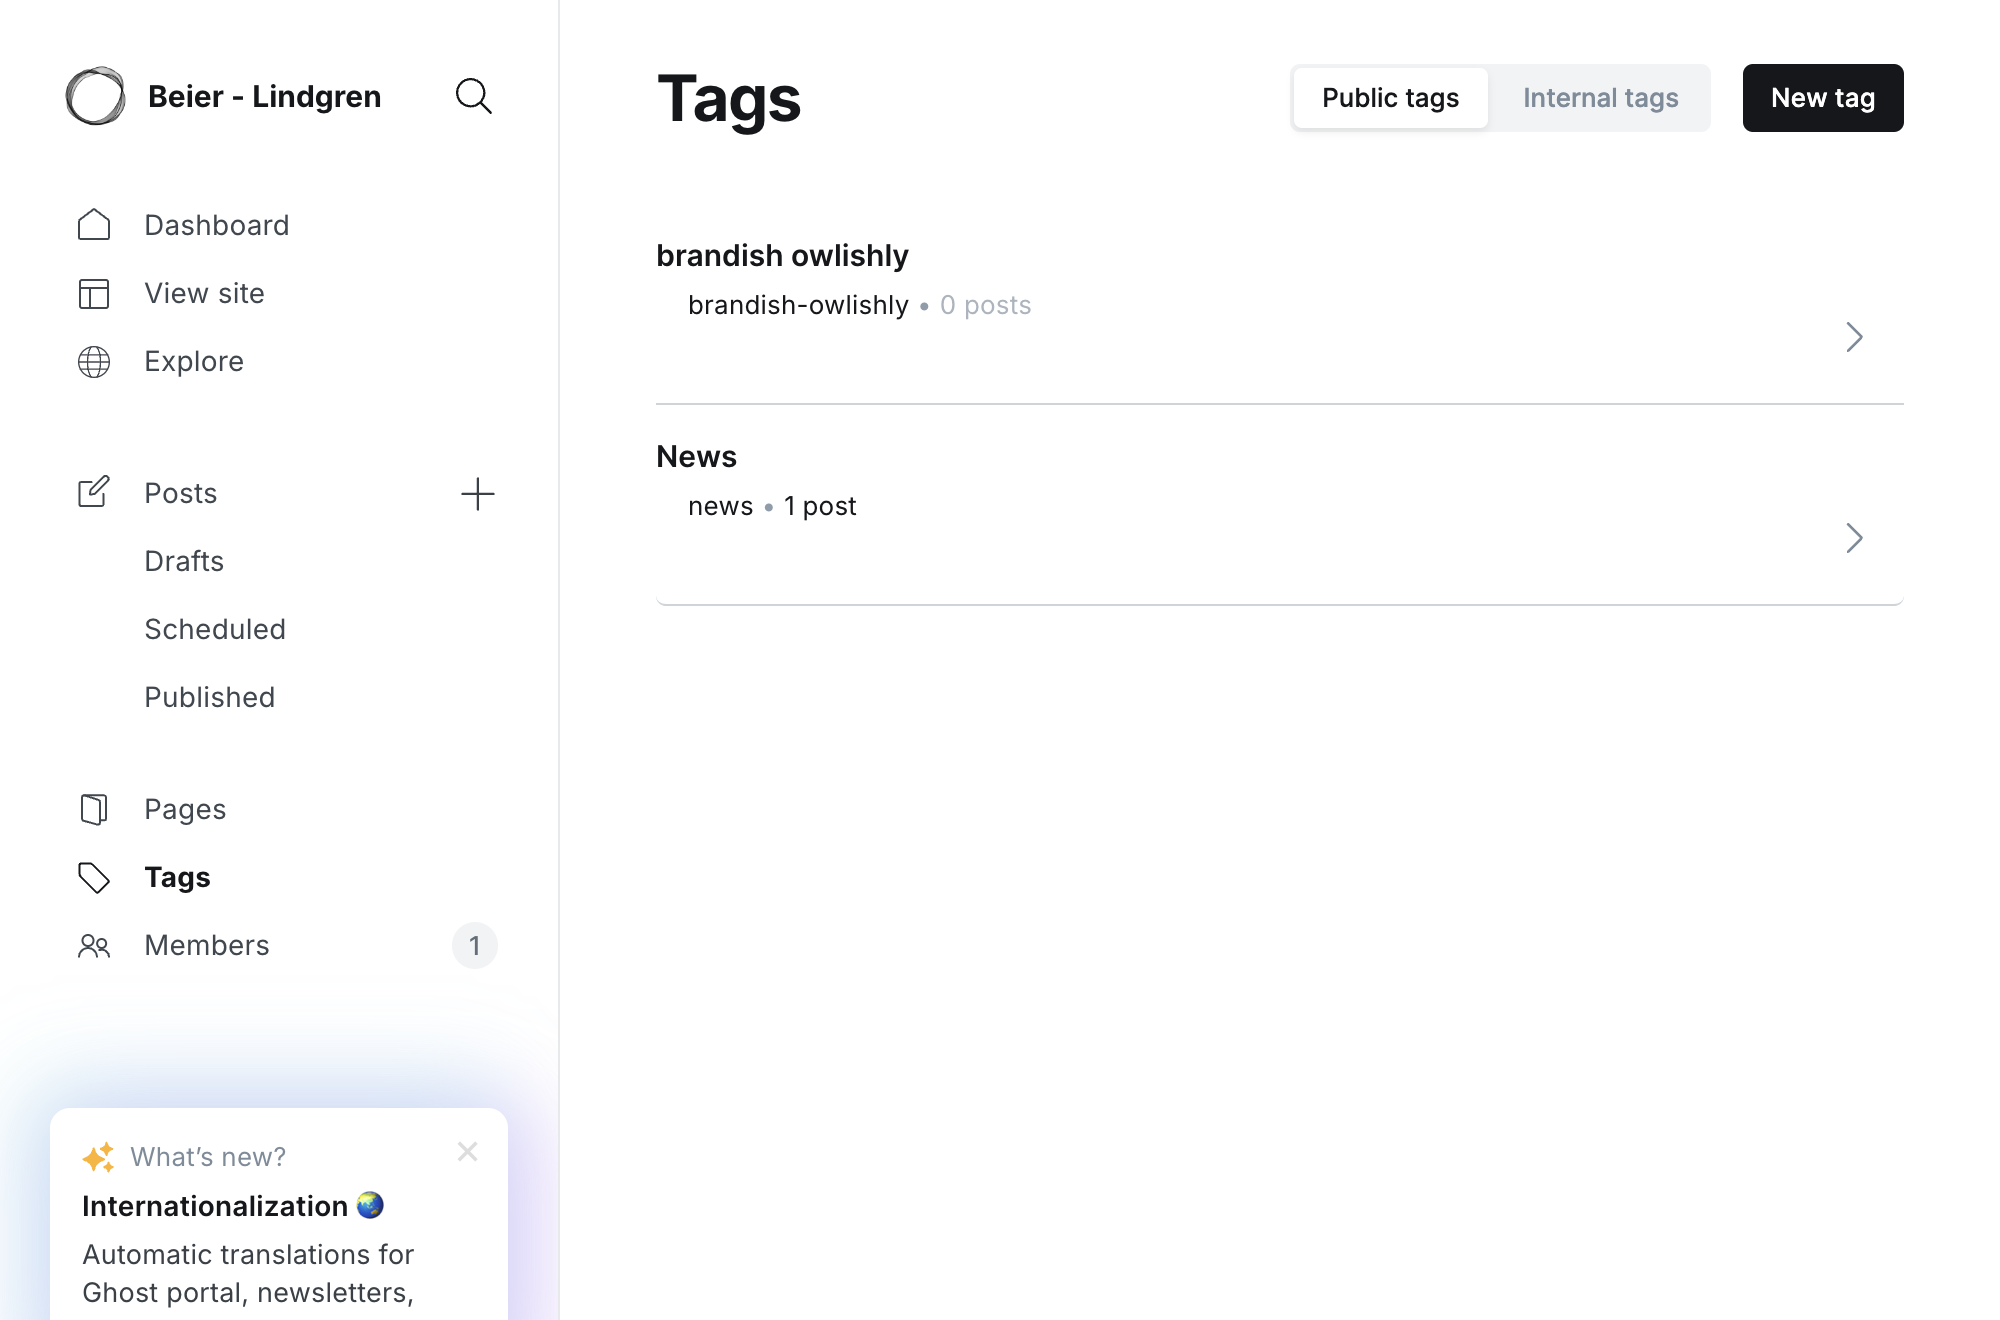 Beier - Lindgren
Dashboard
View site
Explore
Posts
Drafts
Scheduled
Published
Pages
Tags
Members
1
What’s new?
Internationalization 🌏
Automatic translations for
Ghost portal, newsletters,
Tags
Public tags
Internal tags
New tag
brandish owlishly
brandish-owlishly • 0 posts
News
news • 1 post